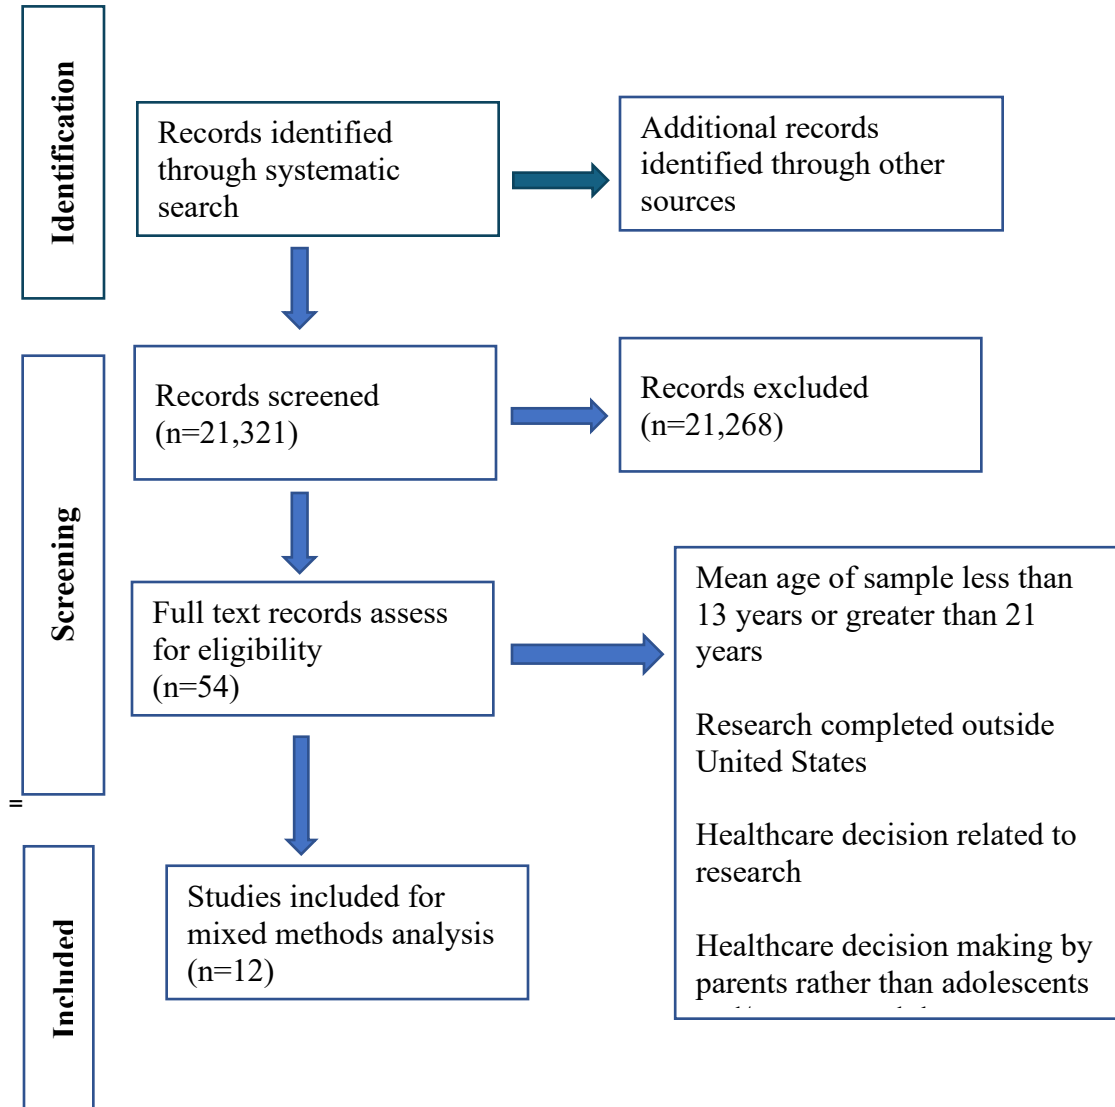 Identification
Records identified
through systematic
search
Additional records
identified through other
sources
Screening
Records screened
(n=21,321)
Records excluded
(n=21,268)
Full text records assess
for eligibility
(n=54)
Mean age of sample less than
13 years or greater than 21
years
Research completed outside
United States
Healthcare decision related to
research
Healthcare decision making by
parents rather than adolescents
=
Included
Studies included for
mixed methods analysis
(n=12)